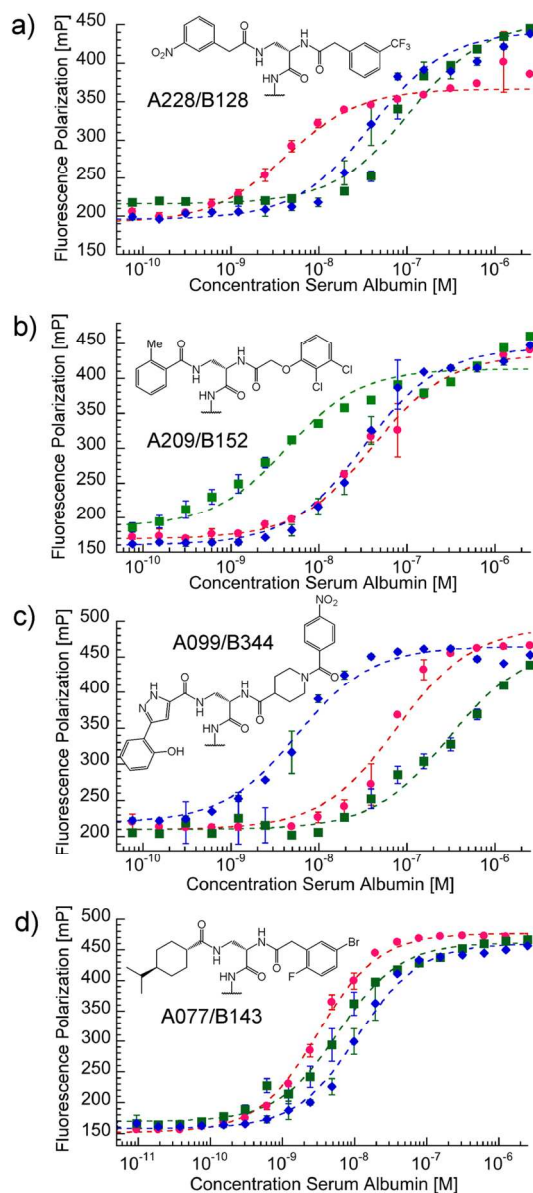 a)
O₂N
N
H
O
H
N
O
HN
O
CF₃
A228/B128
Fluorescence Polarization [mP]
450
400
350
300
250
200
150
10⁻¹⁰ 10⁻⁹ 10⁻⁸ 10⁻⁷ 10⁻⁶
Concentration Serum Albumin [M]
b)
Me
O
N
H
H
N
O
HN
O
O
Cl
Cl
A209/B152
Fluorescence Polarization [mP]
450
400
350
300
250
200
150
10⁻¹⁰ 10⁻⁹ 10⁻⁸ 10⁻⁷ 10⁻⁶
Concentration Serum Albumin [M]
c)
NO₂
A099/B344
HN
N
O
N
H
H
N
O
HN
O
N
O
OH
Fluorescence Polarization [mP]
500
450
400
350
300
250
200
10⁻¹⁰ 10⁻⁹ 10⁻⁸ 10⁻⁷ 10⁻⁶
Concentration Serum Albumin [M]
d)
O
N
H
H
N
O
HN
O
Br
F
A077/B143
Fluorescence Polarization [mP]
500
450
400
350
300
250
200
150
10⁻¹¹ 10⁻¹⁰ 10⁻⁹ 10⁻⁸ 10⁻⁷ 10⁻⁶
Concentration Serum Albumin [M]